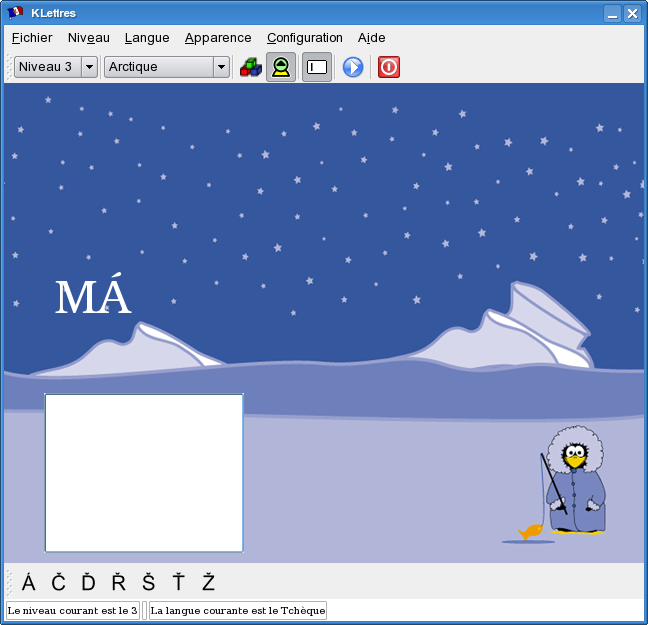 KLettres
Fichier Niveau Langue Apparence Configuration Aide
Niveau 3 Arctique
MÁ
Á Č Ď Ř Š Ť Ž
Le niveau courant est le 3 La langue courante est le Tchèque